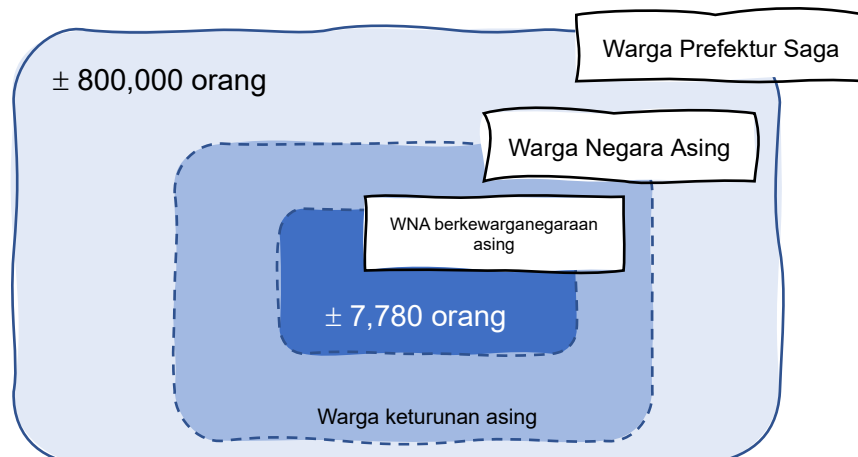 Warga Prefektur Saga
± 800,000 orang
Warga Negara Asing
WNA berkewarganegaraan
asing
± 7,780 orang
Warga keturunan asing